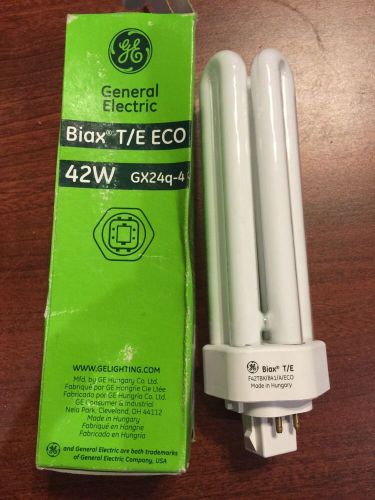 GE
General
Electric
Biax® T/E ECO
42W GX24q-4
WWW.GELIGHTING.COM
Mfd. by GE Hungary Co. Ltd.
Fabriqué par GE Hongrie Cie Ltée
Fabricado por GE Hungría Co. Ltd.
GE Consumer & Industrial
Nela Park, Cleveland, OH 44112
Made in Hungary
Fabriqué en Hongrie
Fabricado en Hungría
GE and General Electric are both trademarks
of General Electric Company, USA
GE Biax® T/E
F42TBX/841/A/ECO
Made in Hungary